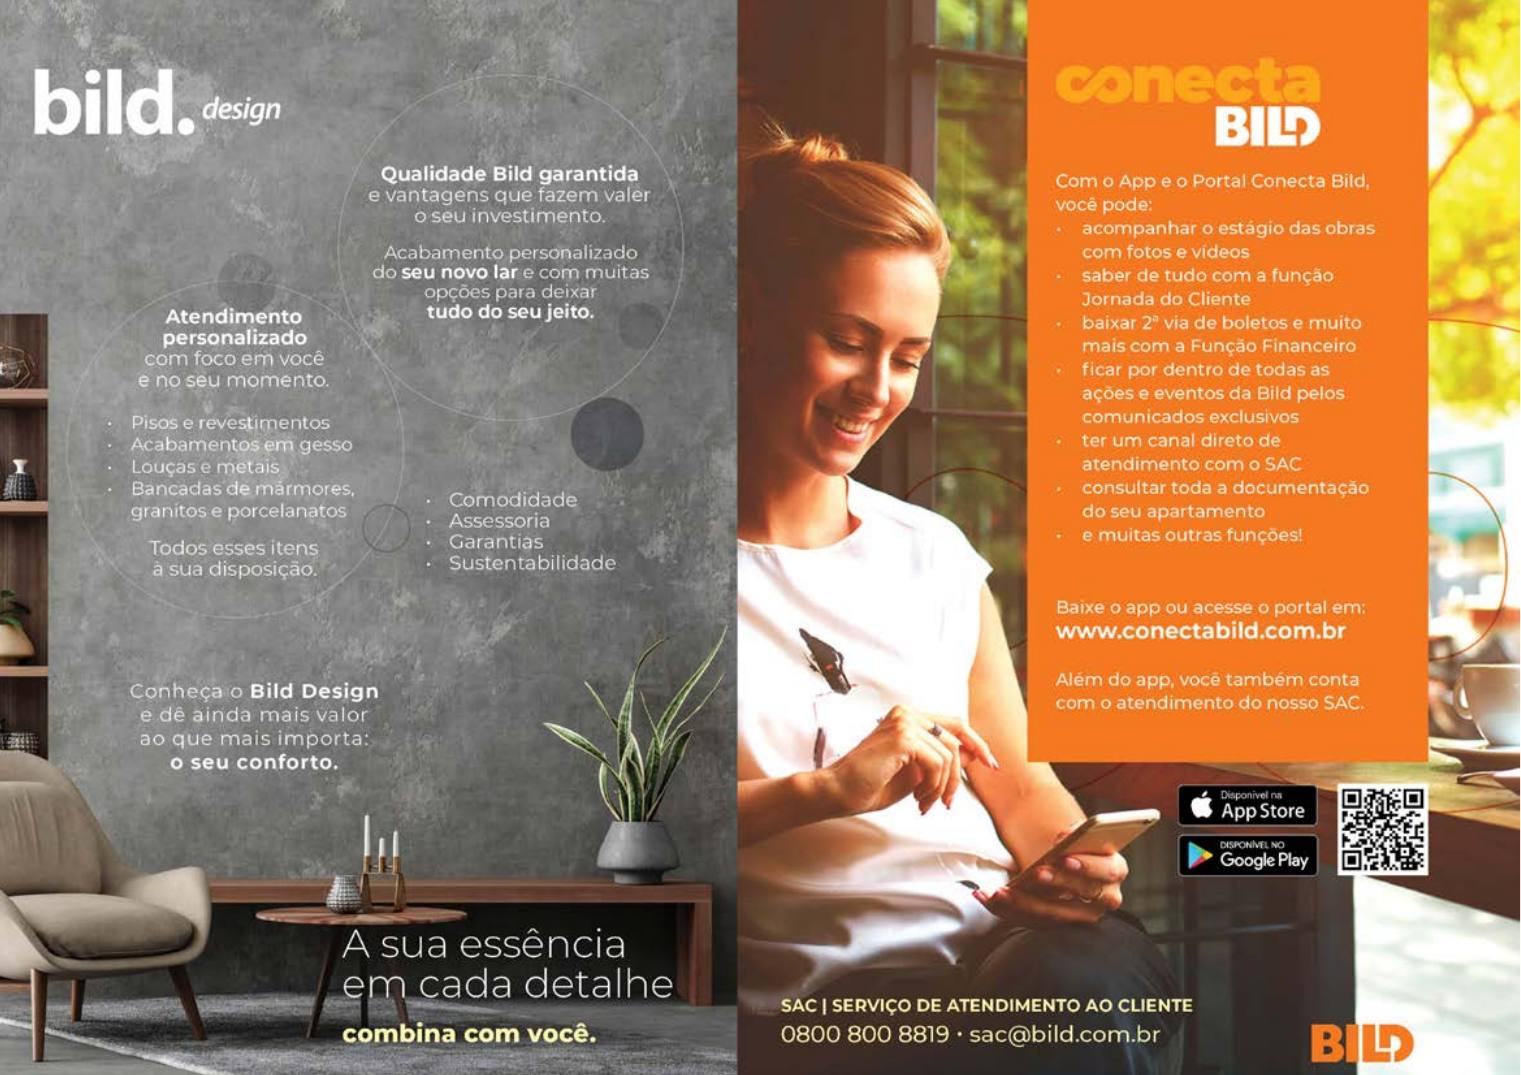 bild. design
Qualidade Bild garantida
e vantagens que fazem valer
o seu investimento.
Acabamento personalizado
do seu novo lar e com muitas
opções para deixar
tudo do seu jeito.
Atendimento
personalizado
com foco em você
e no seu momento.
· Pisos e revestimentos
· Acabamentos em gesso
· Louças e metais
· Bancadas de mármores,
granitos e porcelanatos
Todos esses itens
à sua disposição.
· Comodidade
· Assessoria
· Garantias
· Sustentabilidade
Conheça o Bild Design
e dê ainda mais valor
ao que mais importa:
o seu conforto.
A sua essência
em cada detalhe
combina com você.
conecta
BILD
Com o App e o Portal Conecta Bild,
você pode:
· acompanhar o estágio das obras
com fotos e vídeos
· saber de tudo com a função
Jornada do Cliente
· baixar 2ª via de boletos e muito
mais com a Função Financeiro
· ficar por dentro de todas as
ações e eventos da Bild pelos
comunicados exclusivos
· ter um canal direto de
atendimento com o SAC
· consultar toda a documentação
do seu apartamento
· e muitas outras funções!
Baixe o app ou acesse o portal em:
www.conectabild.com.br
Além do app, você também conta
com o atendimento do nosso SAC.
Disponível na
App Store
DISPONÍVEL NO
Google Play
SAC | SERVIÇO DE ATENDIMENTO AO CLIENTE
0800 800 8819 · sac@bild.com.br
BILD